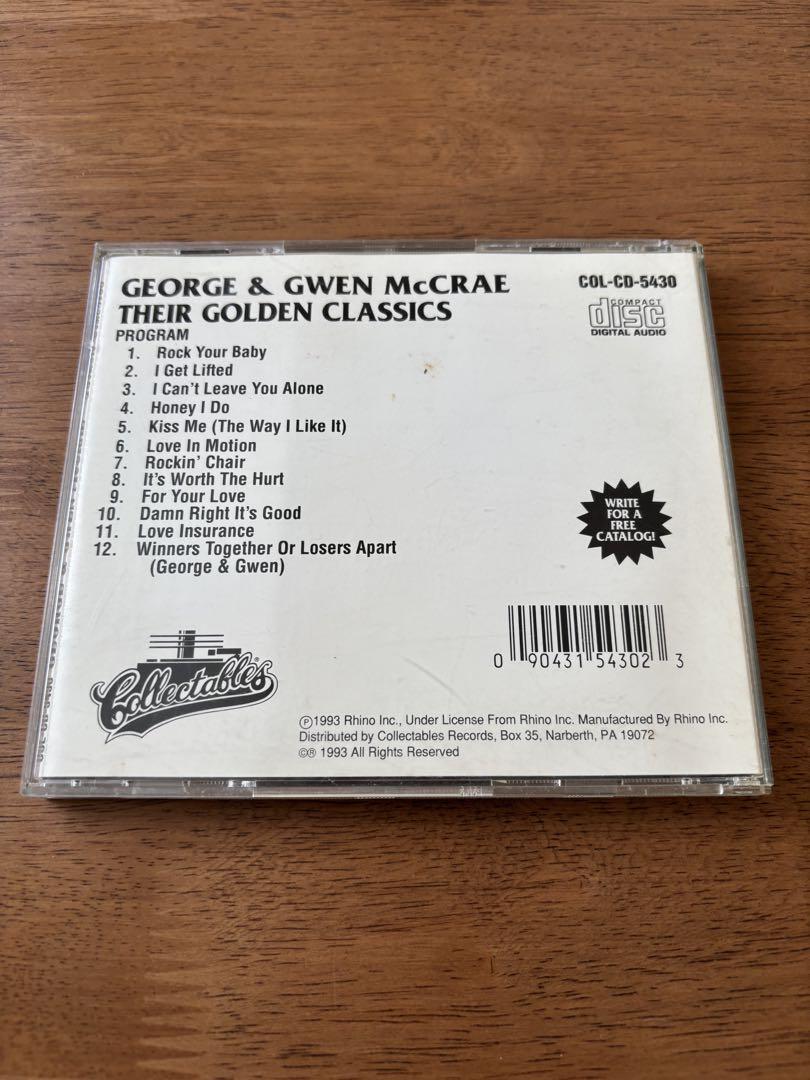 GEORGE & GWEN McCRAE
THEIR GOLDEN CLASSICS
COL-CD-5430
COMPACT
disc
DIGITAL AUDIO
PROGRAM
1. Rock Your Baby
2. I Get Lifted
3. I Can't Leave You Alone
4. Honey I Do
5. Kiss Me (The Way I Like It)
6. Love In Motion
7. Rockin' Chair
8. It's Worth The Hurt
9. For Your Love
10. Damn Right It's Good
11. Love Insurance
12. Winners Together Or Losers Apart
(George & Gwen)
WRITE
FOR A
FREE
CATALOG!
0 90431 54302 3
Collectables®
Ⓟ1993 Rhino Inc., Under License From Rhino Inc. Manufactured By Rhino Inc.
Distributed by Collectables Records, Box 35, Narberth, PA 19072
©® 1993 All Rights Reserved